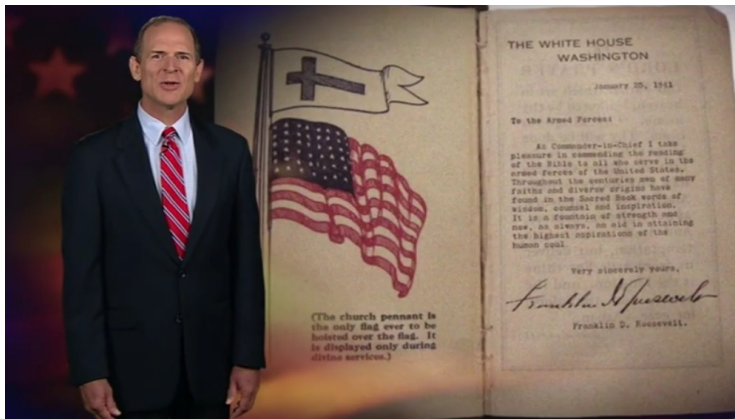 (The church pennant is
the only flag ever to be
hoisted over the flag. It
is displayed only during
divine services.)
THE WHITE HOUSE
WASHINGTON
January 25, 1941
To the Armed Forces:
As Commander-in-Chief I take
pleasure in commending the reading
of the Bible to all who serve in the
armed forces of the United States.
Throughout the centuries men of many
faiths and diverse origins have
found in the Sacred Book words of
wisdom, counsel and inspiration.
It is a fountain of strength and
now, as always, an aid in attaining
the highest aspirations of the
human soul.
Very sincerely yours,
Franklin D Roosevelt
Franklin D. Roosevelt.